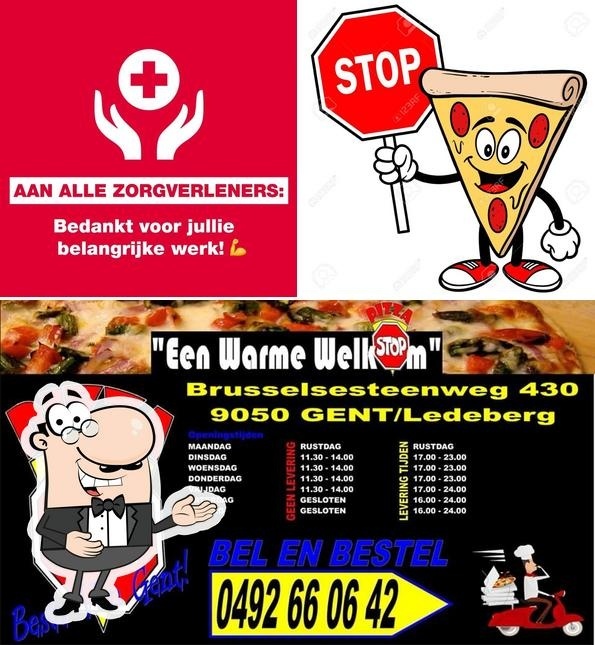 AAN ALLE ZORGVERLENERS:
Bedankt voor jullie
belangrijke werk!
STOP
123RF
PIZZA
STOP
"Een Warme Welkom"
Brusselsesteenweg 430
9050 GENT/Ledeberg
Openingstijden
MAANDAG RUSTDAG RUSTDAG
DINSDAG 11.30 - 14.00 17.00 - 23.00
WOENSDAG 11.30 - 14.00 17.00 - 23.00
DONDERDAG 11.30 - 14.00 17.00 - 23.00
11.30 - 14.00 17.00 - 24.00
GESLOTEN 16.00 - 24.00
GESLOTEN 16.00 - 24.00
GEEN LEVERING
LEVERING TIJDEN
BEL EN BESTEL
0492 66 06 42
Gent!